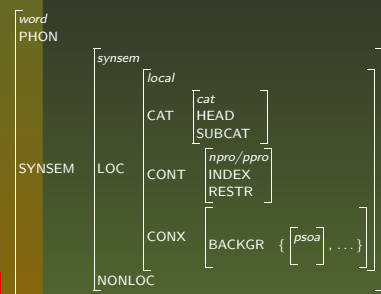 word
PHON
synsem
local
cat
CAT HEAD
SUBCAT
npro/ppro
SYNSEM LOC CONT INDEX
RESTR
CONX BACKGR { psoa , ...}
NONLOC